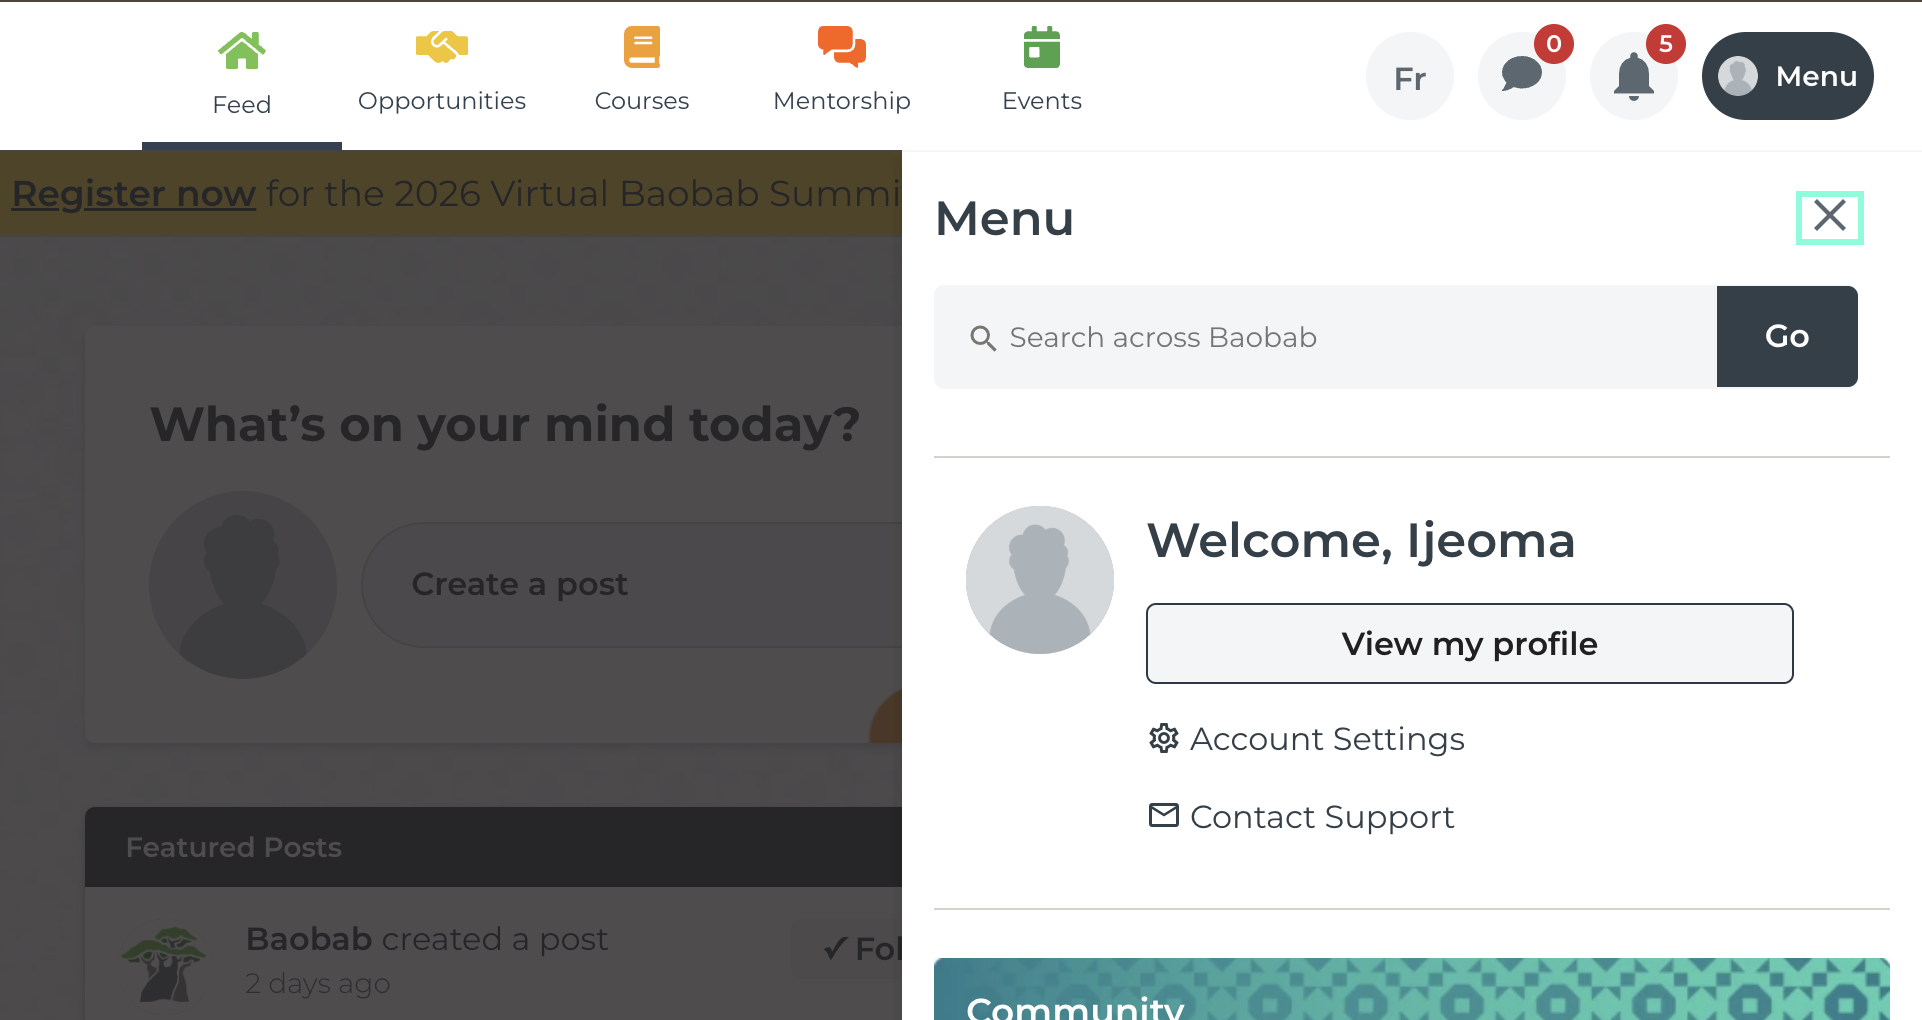 Feed
Opportunities
Courses
Mentorship
Events
Fr
0
5
Menu
Register now for the 2026 Virtual Baobab
Menu
Search across Baobab
Go
What's on your mind today?
Create a post
Welcome, Ijeoma
View my profile
Account Settings
Contact Support
Featured Posts
Baobab created a post
2 days ago
Community